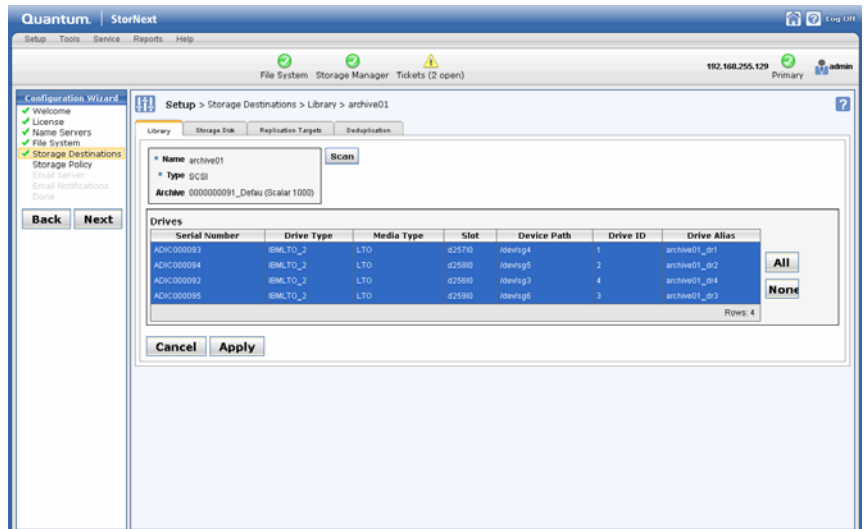 Quantum. | StorNext
Log Off
Setup Tools Service Reports Help
File System Storage Manager Tickets (2 open)
192.168.255.129 Primary admin
Configuration Wizard
Welcome
License
Name Servers
File System
Storage Destinations
Storage Policy
Email Server
Email Notifications
Done
Back Next
Setup > Storage Destinations > Library > archive01
?
Library Storage Disk Replication Targets Deduplication
* Name archive01
Scan
* Type SCSI
Archive 0000000091_Defau (Scalar 1000)
Drives
Serial Number Drive Type Media Type Slot Device Path Drive ID Drive Alias
ADIC000093 IBMLTO_2 LTO d257l0 /dev/sg4 1 archive01_dr1
ADIC000094 IBMLTO_2 LTO d258l0 /dev/sg5 2 archive01_dr2
ADIC000092 IBMLTO_2 LTO d256l0 /dev/sg3 4 archive01_dr4
ADIC000095 IBMLTO_2 LTO d259l0 /dev/sg6 3 archive01_dr3
All
None
Rows: 4
Cancel Apply